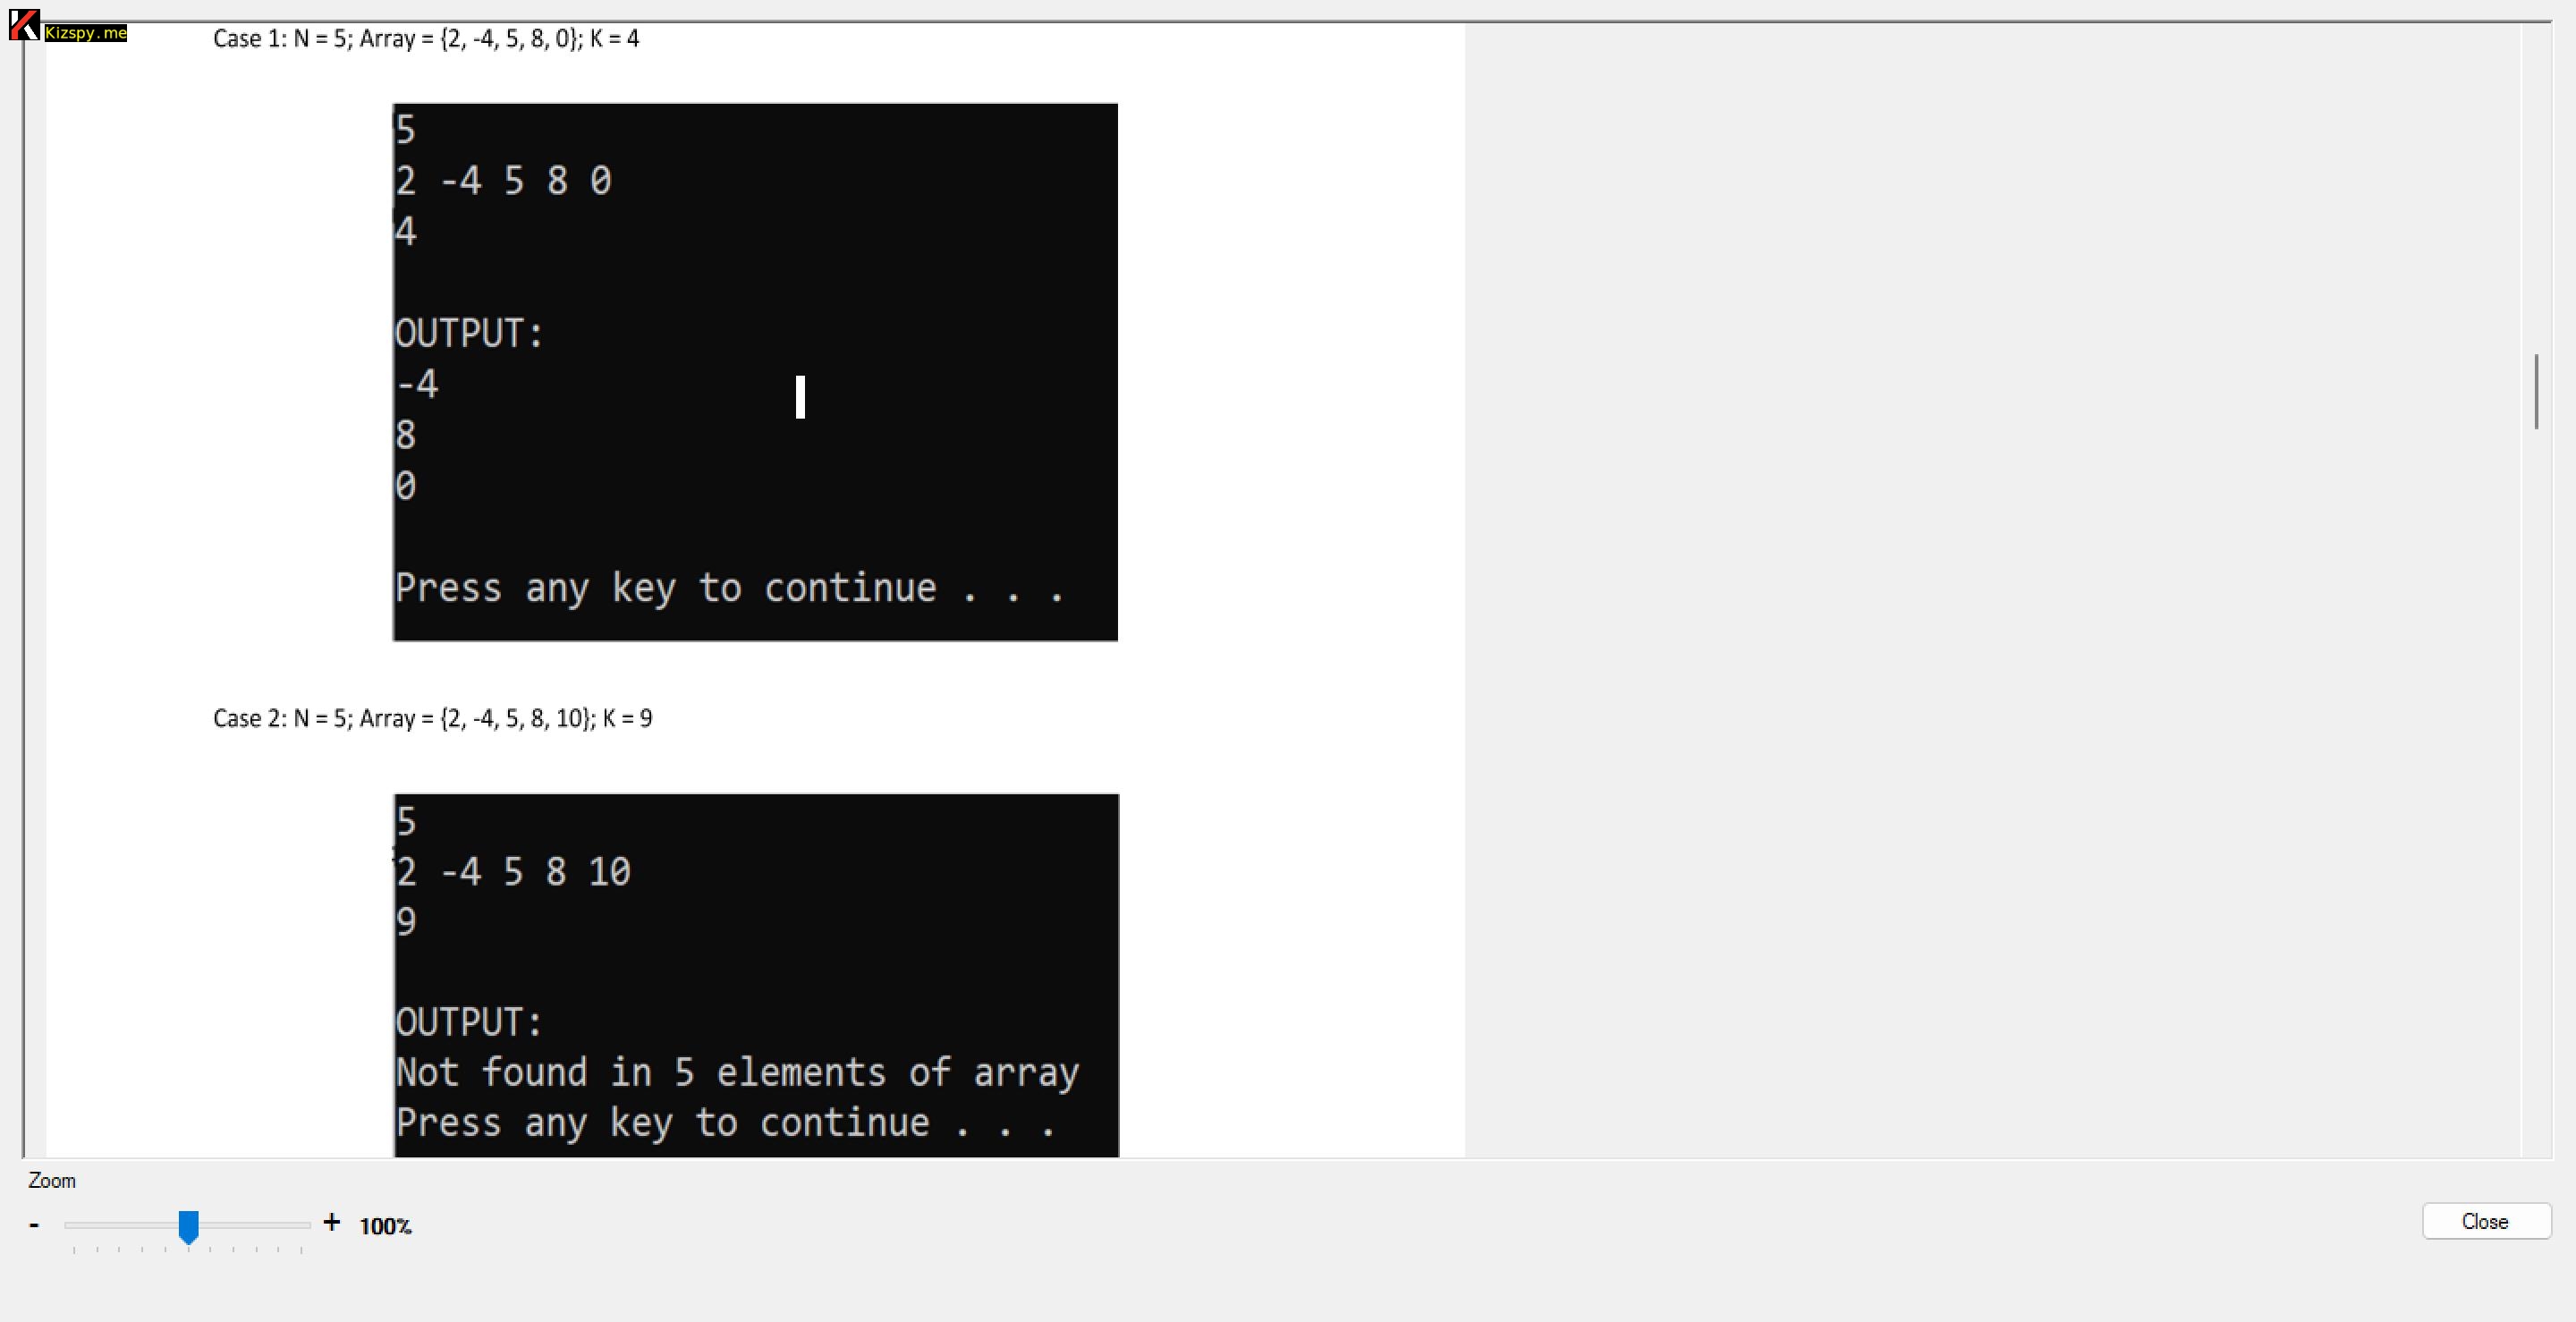 Kizspy.me
Case 1: N = 5; Array = {2, -4, 5, 8, 0}; K = 4
5
2 -4 5 8 0
4
OUTPUT:
-4
8
0
Press any key to continue . . .
Case 2: N = 5; Array = {2, -4, 5, 8, 10}; K = 9
5
2 -4 5 8 10
9
OUTPUT:
Not found in 5 elements of array
Press any key to continue . . .
Zoom
- + 100%
Close